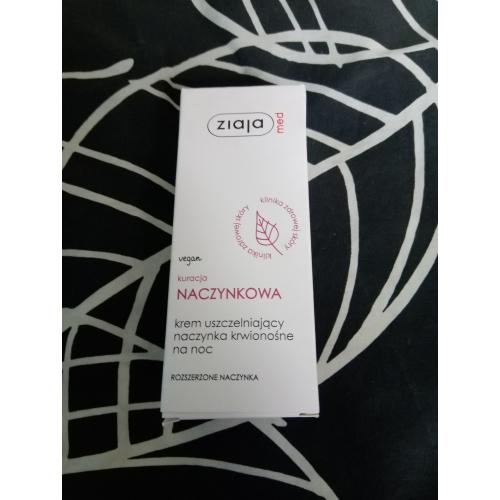 ziaja
med
klinika zdrowej skóry
klinika zdrowej skóry
vegan
kuracja
NACZYNKOWA
krem uszczelniający
naczynka krwionośne
na noc
ROZSZERZONE NACZYNKA